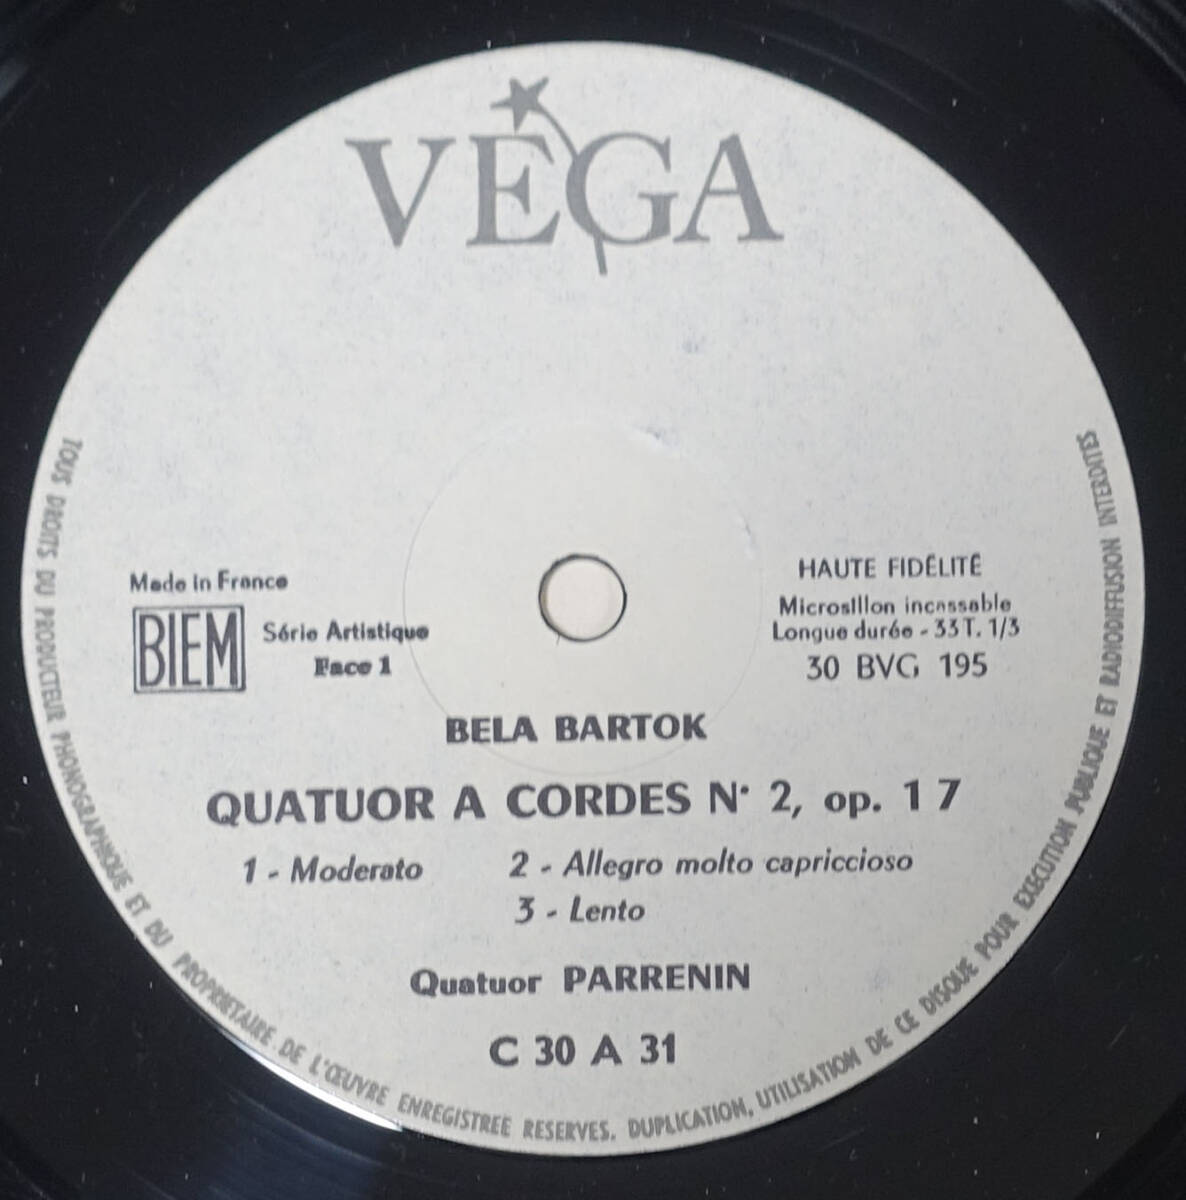 VÉGA
Made in France
BIEM
Série Artistique
Face 1
HAUTE FIDÉLITÉ
Microsillon incassable
Longue durée - 33 T. 1/3
30 BVG 195
BELA BARTOK
QUATUOR A CORDES N° 2, op. 17
1 - Moderato 2 - Allegro molto capriccioso
3 - Lento
Quatuor PARRENIN
C 30 A 31
TOUS DROITS DU PRODUCTEUR PHONOGRAPHIQUE ET DU PROPRIETAIRE DE L'ŒUVRE ENREGISTREE RESERVES. DUPLICATION, UTILISATION DE CE DISQUE POUR EXECUTION PUBLIQUE ET RADIODIFFUSION INTERDITES